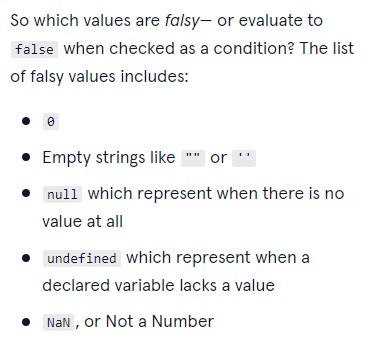 So which values are falsy— or evaluate to
false when checked as a condition? The list
of falsy values includes:
• 0
• Empty strings like "" or ''
• null which represent when there is no
value at all
• undefined which represent when a
declared variable lacks a value
• NaN , or Not a Number